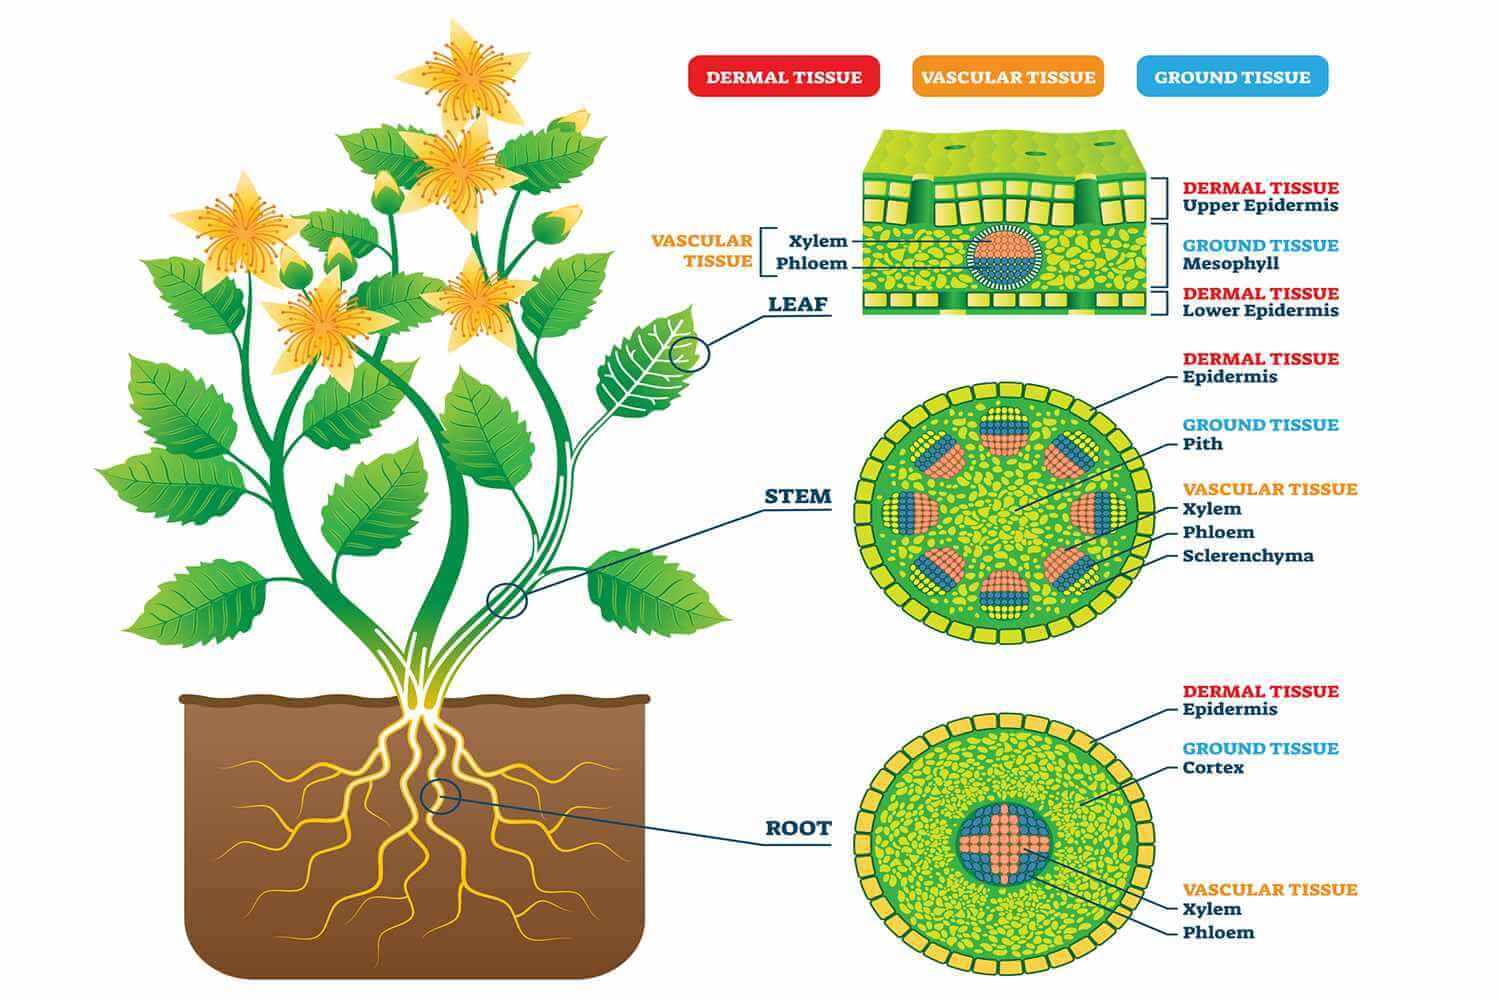 DERMAL TISSUE
VASCULAR TISSUE
GROUND TISSUE
DERMAL TISSUE
Upper Epidermis
VASCULAR
TISSUE
Xylem
Phloem
GROUND TISSUE
Mesophyll
DERMAL TISSUE
Lower Epidermis
LEAF
DERMAL TISSUE
Epidermis
GROUND TISSUE
Pith
STEM
VASCULAR TISSUE
Xylem
Phloem
Sclerenchyma
DERMAL TISSUE
Epidermis
GROUND TISSUE
Cortex
ROOT
VASCULAR TISSUE
Xylem
Phloem